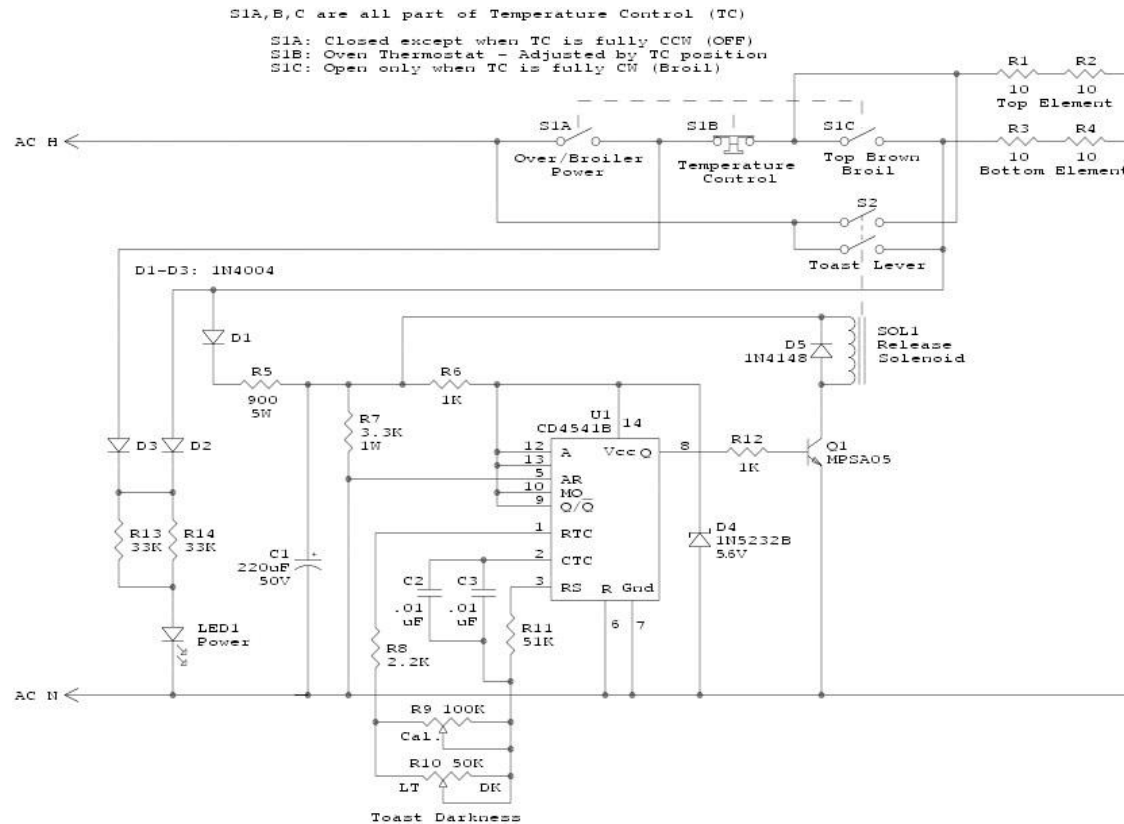 S1A,B,C are all part of Temperature Control (TC)
S1A: Closed except when TC is fully CCW (OFF)
S1B: Oven Thermostat - Adjusted by TC position
S1C: Open only when TC is fully CW (Broil)
R1 R2
10 10
Top Element
AC H
S1A
Over/Broiler
Power
S1B
Temperature
Control
S1C
Top Brown
Broil
R3 R4
10 10
Bottom Element
S2
Toast Lever
D1-D3: 1N4004
D1
R5
900
5W
R6
1K
D5
1N4148
SOL1
Release
Solenoid
R7
3.3K
1W
U1
CD4541B
14
12 A
13
5 AR
10 MO
9 Q/Q
1 RTC
2 CTC
3 RS
Vcc Q
8
R Gnd
6 7
R12
1K
Q1
MPSA05
D3 D2
D4
1N5232B
5.6V
R13
33K
R14
33K
C1
+
220uF
50V
C2
.01
uF
C3
.01
uF
R11
51K
LED1
Power
R8
2.2K
AC N
R9 100K
Cal.
R10 50K
LT DK
Toast Darkness